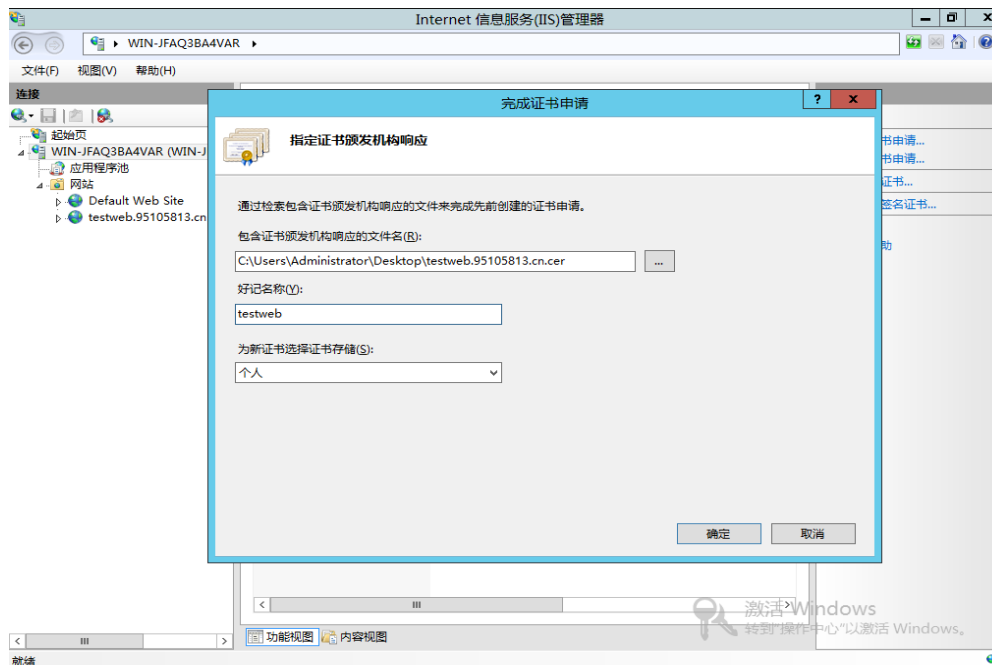 Internet 信息服务(IIS)管理器
WIN-JFAQ3BA4VAR
文件(F) 视图(V) 帮助(H)
连接
起始页
WIN-JFAQ3BA4VAR (WIN-J
应用程序池
网站
Default Web Site
testweb.95105813.cn
完成证书申请
? x
指定证书颁发机构响应
通过检索包含证书颁发机构响应的文件来完成先前创建的证书申请。
包含证书颁发机构响应的文件名(R):
C:\Users\Administrator\Desktop\testweb.95105813.cn.cer
...
好记名称(Y):
testweb
为新证书选择证书存储(S):
个人
确定 取消
书申请...
书申请...
证书...
签名证书...
助
功能视图 内容视图
激活 Windows
转到"操作中心"以激活 Windows。
就绪